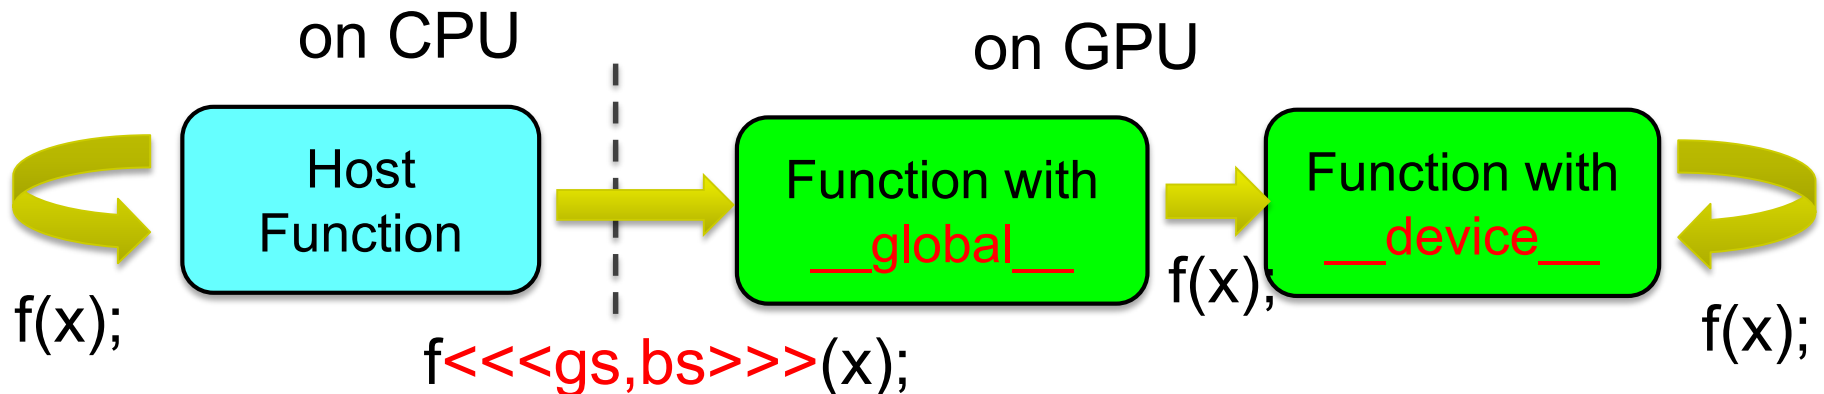 on CPU
on GPU
Host
Function
Function with
__global__
Function with
__device__
f(x);
f<<<gs,bs>>>(x);
f(x);
f(x);